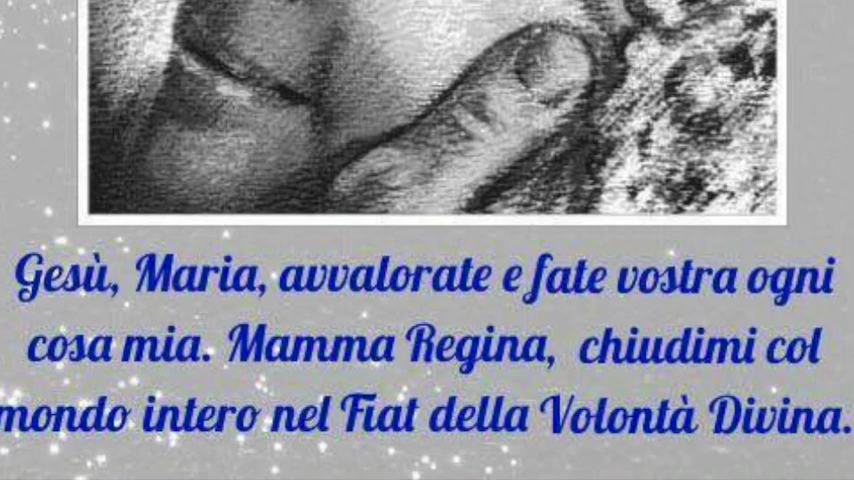 Gesù, Maria, avvalorate e fate vostra ogni
cosa mia. Mamma Regina, chiudimi col
mondo intero nel Fiat della Volontà Divina.